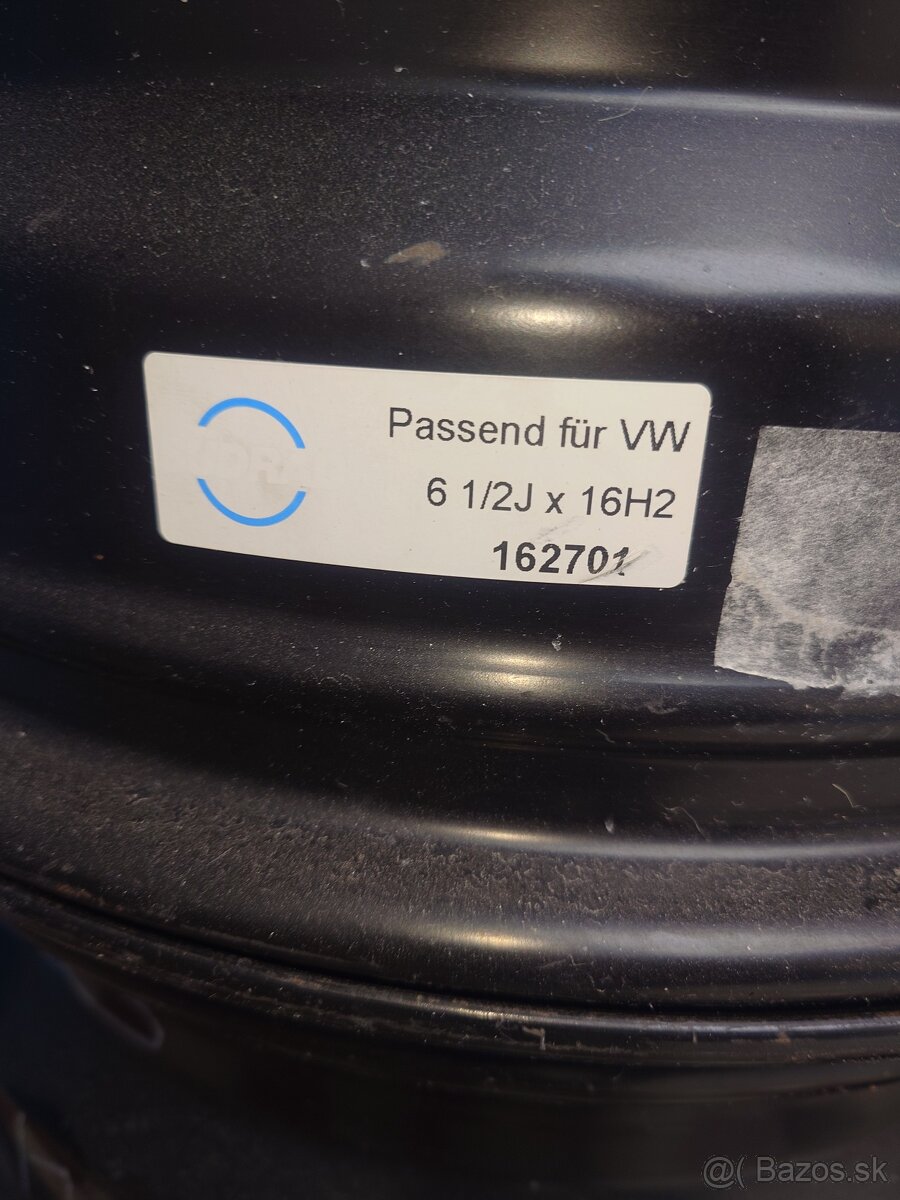 Passend für VW
6 1/2J x 16H2
162701
@( Bazos.sk